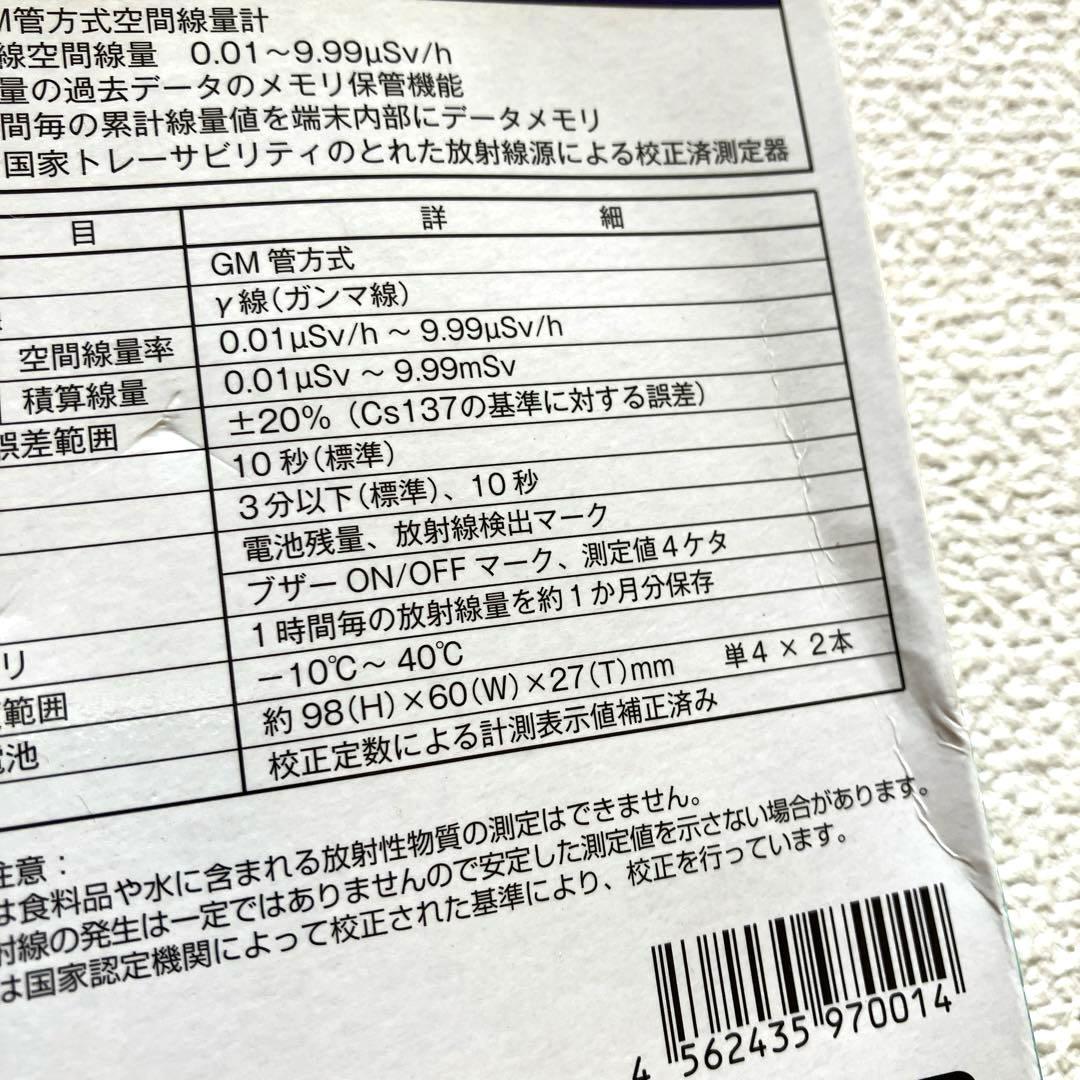 M管方式空間線量計
線空間線量 0.01～9.99μSv/h
量の過去データのメモリ保管機能
間毎の累計線量値を端末内部にデータメモリ
国家トレーサビリティのとれた放射線源による校正済測定器
目 詳 細
GM 管方式
γ線（ガンマ線）
空間線量率 0.01μSv/h ～ 9.99μSv/h
積算線量 0.01μSv ～ 9.99mSv
誤差範囲 ±20%（Cs137の基準に対する誤差）
10 秒（標準）
3分以下（標準）、10 秒
電池残量、放射線検出マーク
ブザー ON/OFF マーク、測定値４ケタ
リ 1 時間毎の放射線量を約１か月分保存
範囲 －10℃～ 40℃
電池 約 98（H）×60（W）×27（T）mm 単４ × ２本
校正定数による計測表示値補正済み
注意：
は食料品や水に含まれる放射性物質の測定はできません。
射線の発生は一定ではありませんので安定した測定値を示さない場合があります。
は国家認定機関によって校正された基準により、校正を行っています。
4 562435 970014